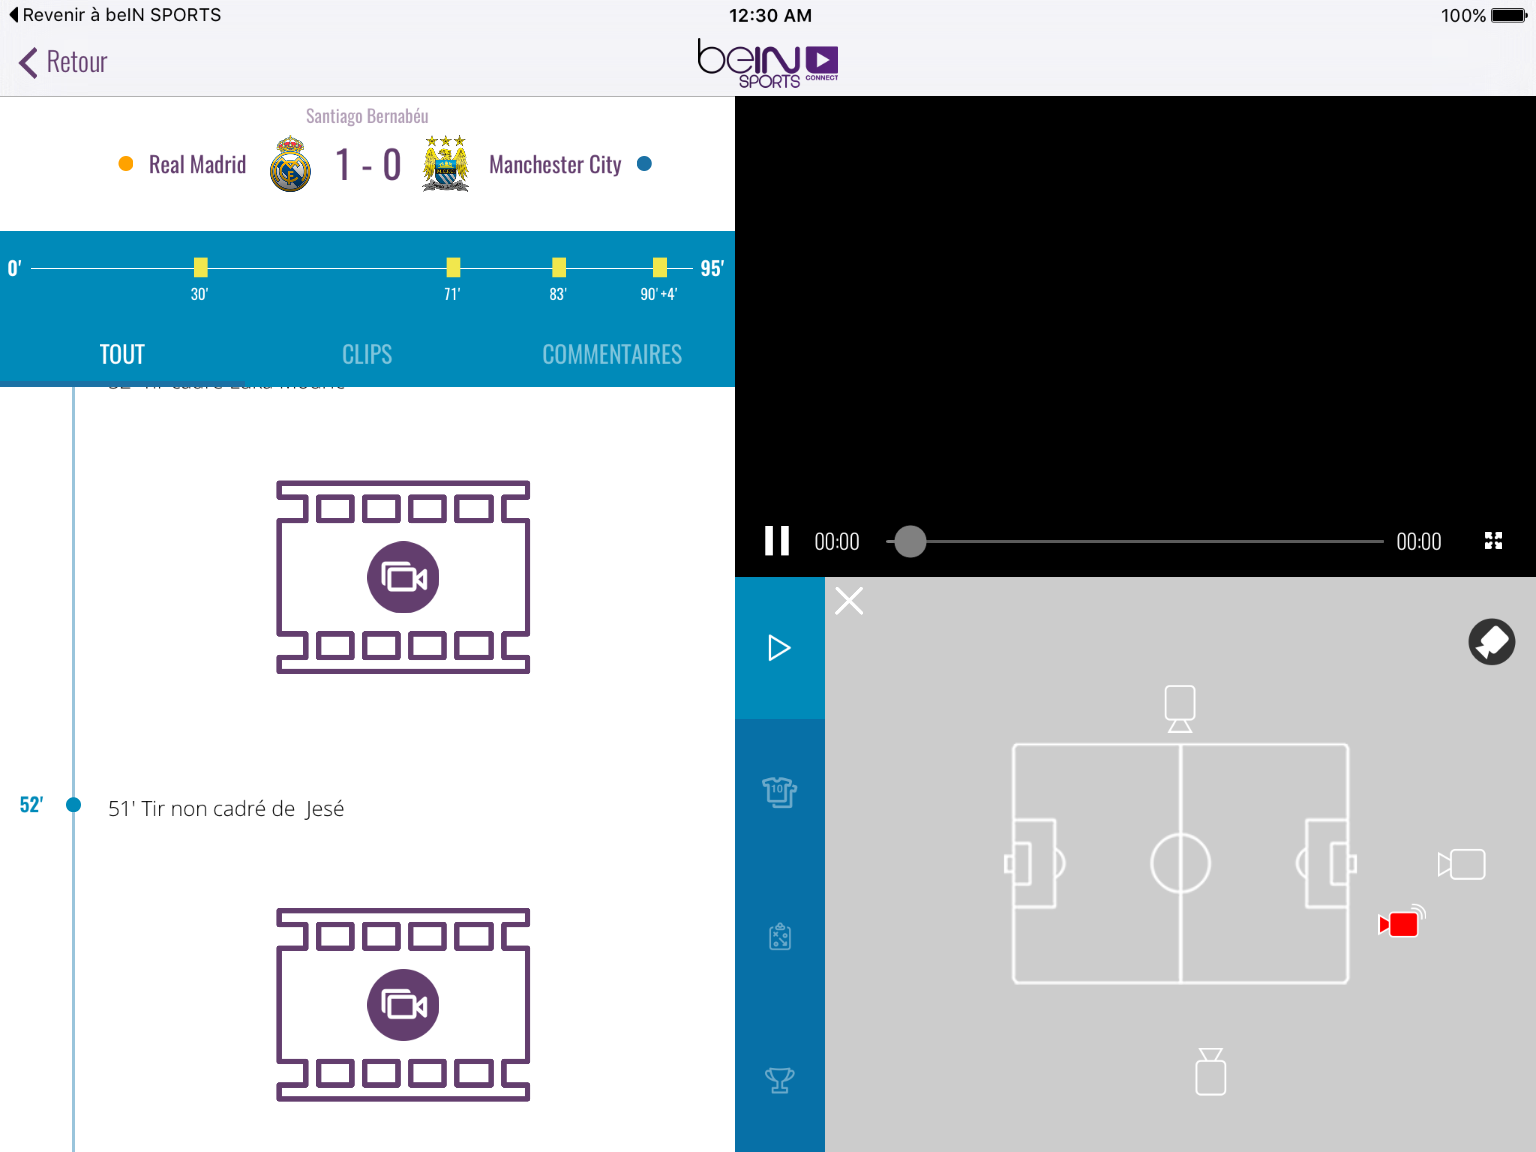 Revenir à beIN SPORTS
12:30 AM
100%
Retour
beIN
SPORTS
CONNECT
Santiago Bernabéu
Real Madrid
1 - 0
Manchester City
0'
95'
30'
71'
83'
90'+4'
TOUT
CLIPS
COMMENTAIRES
52'
51' Tir non cadré de Jesé
00:00
00:00
10